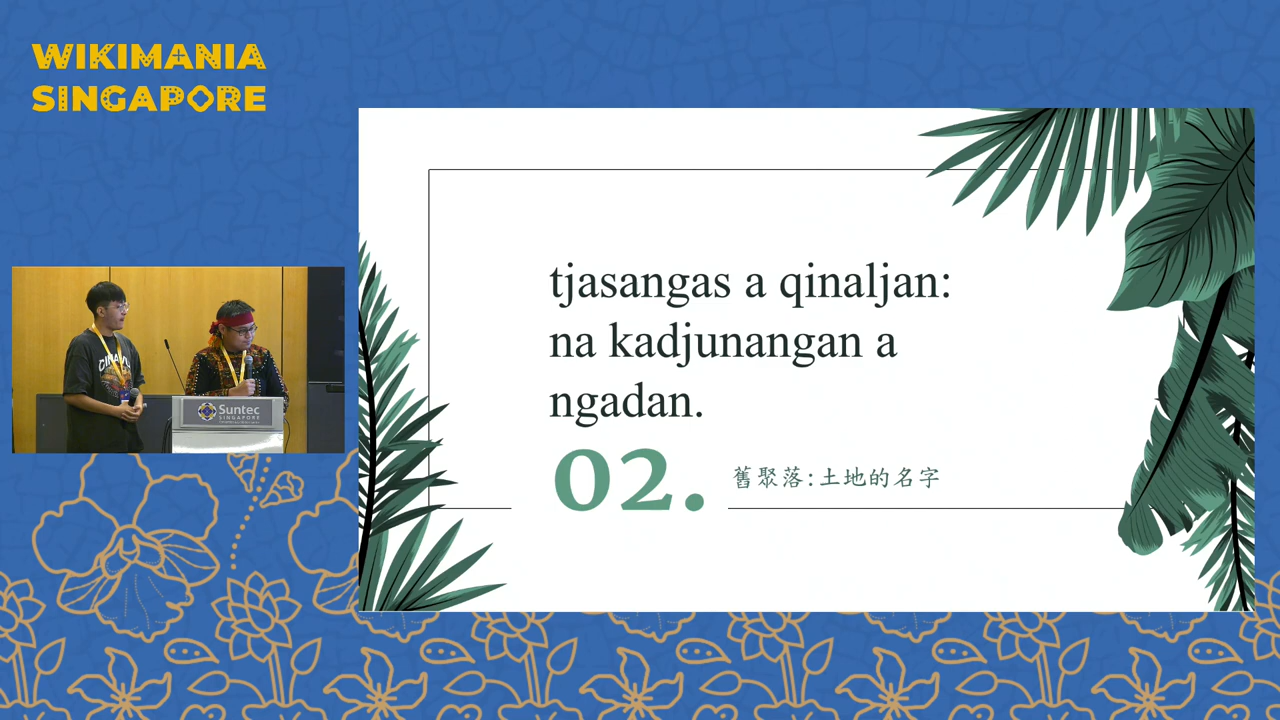 WIKIMANIA
SINGAPORE
tjasangas a qinaljan:
na kadjunangan a
ngadan.
02.
舊聚落:土地的名字
Suntec
SINGAPORE